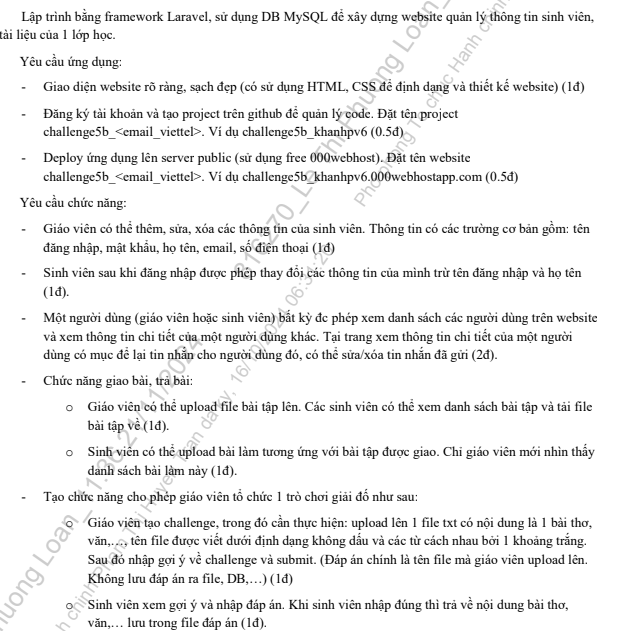 Lập trình bằng framework Laravel, sử dụng DB MySQL để xây dựng website quản lý thông tin sinh viên,
tài liệu của 1 lớp học.
Yêu cầu ứng dụng:
- Giao diện website rõ ràng, sạch đẹp (có sử dụng HTML, CSS để định dạng và thiết kế website) (1đ)
- Đăng ký tài khoản và tạo project trên github để quản lý code. Đặt tên project
challenge5b_<email_viettel>. Ví dụ challenge5b_khanhpv6 (0.5đ)
- Deploy ứng dụng lên server public (sử dụng free 000webhost). Đặt tên website
challenge5b_<email_viettel>. Ví dụ challenge5b_khanhpv6.000webhostapp.com (0.5đ)
Yêu cầu chức năng:
- Giáo viên có thể thêm, sửa, xóa các thông tin của sinh viên. Thông tin có các trường cơ bản gồm: tên
đăng nhập, mật khẩu, họ tên, email, số điện thoại (1đ)
- Sinh viên sau khi đăng nhập được phép thay đổi các thông tin của mình trừ tên đăng nhập và họ tên
(1đ).
- Một người dùng (giáo viên hoặc sinh viên) bất kỳ đc phép xem danh sách các người dùng trên website
và xem thông tin chi tiết của một người dùng khác. Tại trang xem thông tin chi tiết của một người
dùng có mục để lại tin nhắn cho người dùng đó, có thể sửa/xóa tin nhắn đã gửi (2đ).
- Chức năng giao bài, trả bài:
o Giáo viên có thể upload file bài tập lên. Các sinh viên có thể xem danh sách bài tập và tải file
bài tập về (1đ).
o Sinh viên có thể upload bài làm tương ứng với bài tập được giao. Chỉ giáo viên mới nhìn thấy
danh sách bài làm này (1đ).
- Tạo chức năng cho phép giáo viên tổ chức 1 trò chơi giải đố như sau:
o Giáo viên tạo challenge, trong đó cần thực hiện: upload lên 1 file txt có nội dung là 1 bài thơ,
văn,…, tên file được viết dưới định dạng không dấu và các từ cách nhau bởi 1 khoảng trắng.
Sau đó nhập gợi ý về challenge và submit. (Đáp án chính là tên file mà giáo viên upload lên.
Không lưu đáp án ra file, DB,…) (1đ)
o Sinh viên xem gợi ý và nhập đáp án. Khi sinh viên nhập đúng thì trả về nội dung bài thơ,
văn,… lưu trong file đáp án (1đ).